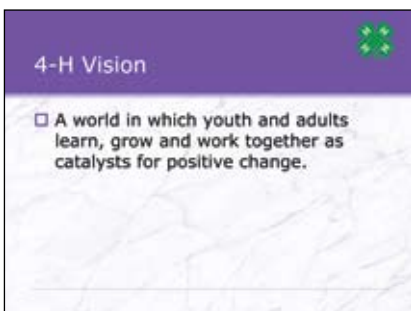 4-H Vision
A world in which youth and adults
learn, grow and work together as
catalysts for positive change.